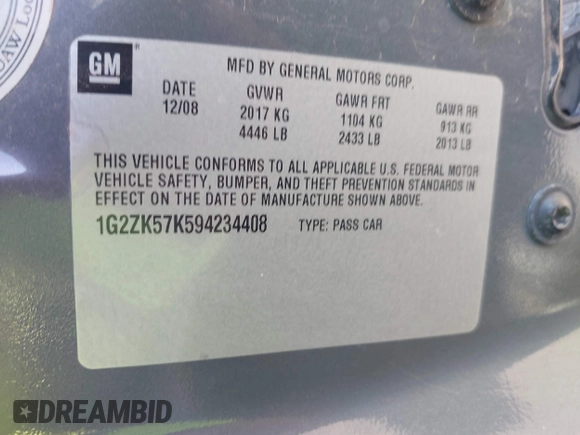 AW Loc
GM
MFD BY GENERAL MOTORS CORP.
DATE GVWR GAWR FRT GAWR RR
12/08 2017 KG 1104 KG 913 KG
4446 LB 2433 LB 2013 LB
THIS VEHICLE CONFORMS TO ALL APPLICABLE U.S. FEDERAL MOTOR
VEHICLE SAFETY, BUMPER, AND THEFT PREVENTION STANDARDS IN
EFFECT ON THE DATE OF MANUFACTURE SHOWN ABOVE.
1G2ZK57K594234408 TYPE: PASS CAR
DREAMBID